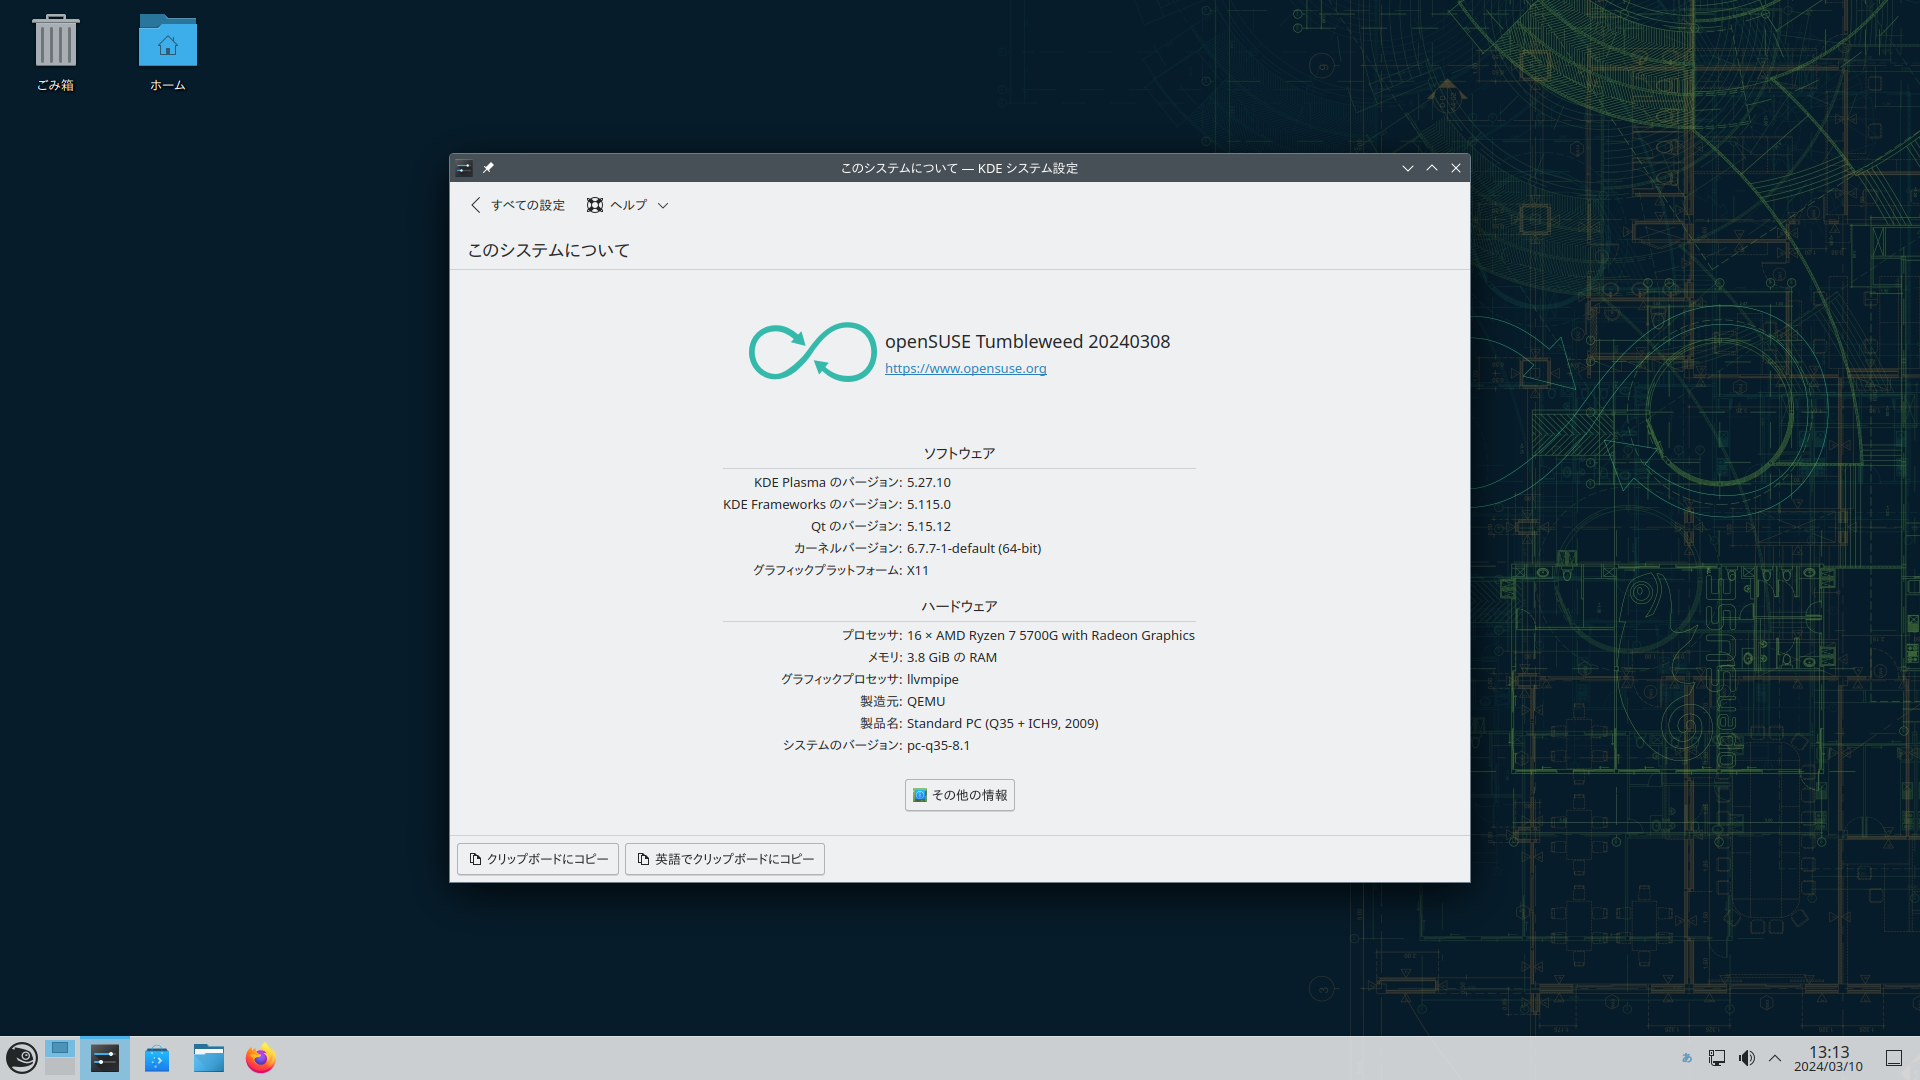 ごみ箱
ホーム
このシステムについて — KDE システム設定
すべての設定
ヘルプ
このシステムについて
openSUSE Tumbleweed 20240308
https://www.opensuse.org
ソフトウェア
KDE Plasma のバージョン: 5.27.10
KDE Frameworks のバージョン: 5.115.0
Qt のバージョン: 5.15.12
カーネルバージョン: 6.7.7-1-default (64-bit)
グラフィックプラットフォーム: X11
ハードウェア
プロセッサ: 16 × AMD Ryzen 7 5700G with Radeon Graphics
メモリ: 3.8 GiB の RAM
グラフィックプロセッサ: llvmpipe
製造元: QEMU
製品名: Standard PC (Q35 + ICH9, 2009)
システムのバージョン: pc-q35-8.1
その他の情報
クリップボードにコピー
英語でクリップボードにコピー
openSUSE
あ
13:13
2024/03/10